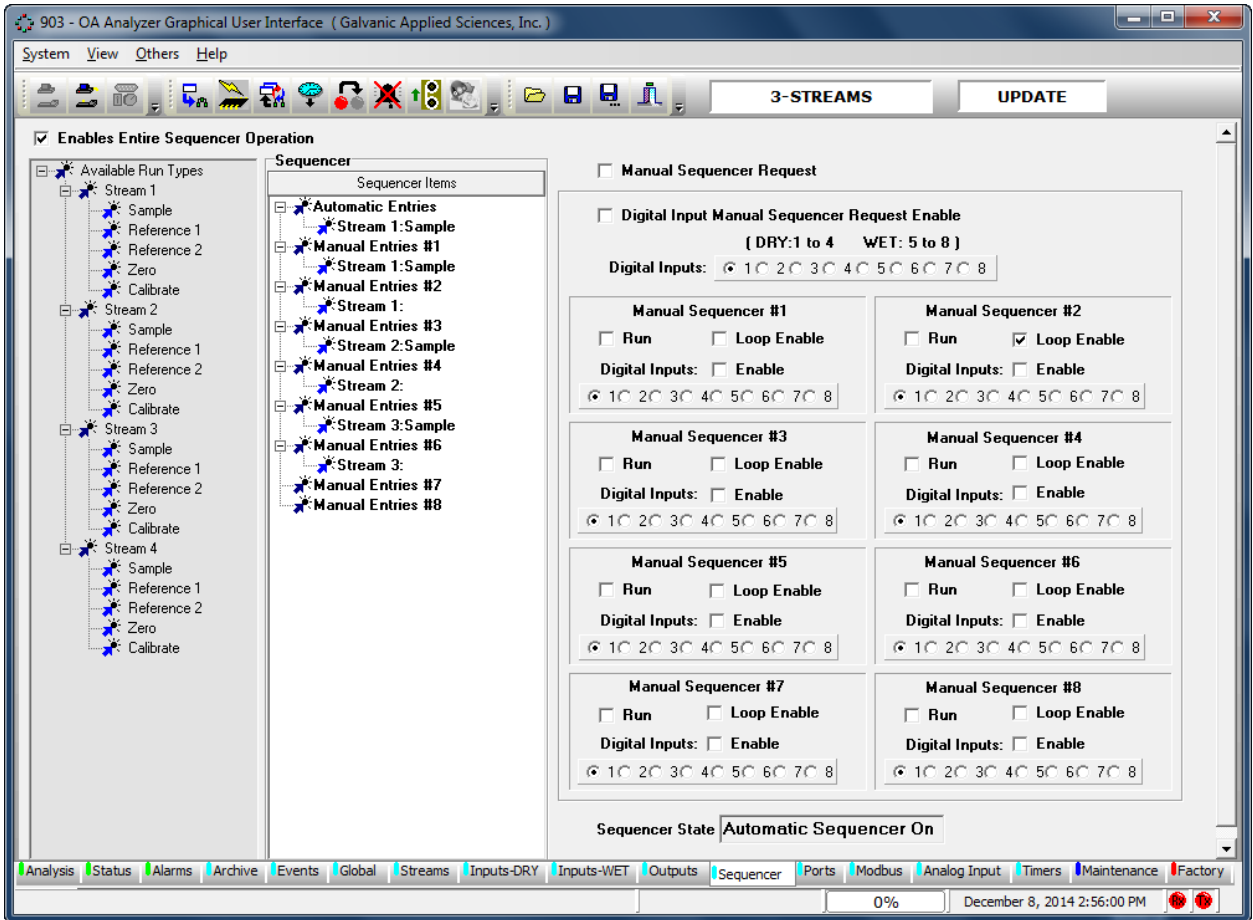 903 - OA Analyzer Graphical User Interface ( Galvanic Applied Sciences, Inc. )
System View Others Help
3-STREAMS UPDATE
Enables Entire Sequencer Operation
Available Run Types
Stream 1
Sample
Reference 1
Reference 2
Zero
Calibrate
Stream 2
Sample
Reference 1
Reference 2
Zero
Calibrate
Stream 3
Sample
Reference 1
Reference 2
Zero
Calibrate
Stream 4
Sample
Reference 1
Reference 2
Zero
Calibrate
Sequencer
Sequencer Items
Automatic Entries
Stream 1:Sample
Manual Entries #1
Stream 1:Sample
Manual Entries #2
Stream 1:
Manual Entries #3
Stream 2:Sample
Manual Entries #4
Stream 2:
Manual Entries #5
Stream 3:Sample
Manual Entries #6
Stream 3:
Manual Entries #7
Manual Entries #8
Manual Sequencer Request
Digital Input Manual Sequencer Request Enable
( DRY:1 to 4 WET: 5 to 8 )
Digital Inputs: 1 2 3 4 5 6 7 8
Manual Sequencer #1
Run Loop Enable
Digital Inputs: Enable
1 2 3 4 5 6 7 8
Manual Sequencer #2
Run Loop Enable
Digital Inputs: Enable
1 2 3 4 5 6 7 8
Manual Sequencer #3
Run Loop Enable
Digital Inputs: Enable
1 2 3 4 5 6 7 8
Manual Sequencer #4
Run Loop Enable
Digital Inputs: Enable
1 2 3 4 5 6 7 8
Manual Sequencer #5
Run Loop Enable
Digital Inputs: Enable
1 2 3 4 5 6 7 8
Manual Sequencer #6
Run Loop Enable
Digital Inputs: Enable
1 2 3 4 5 6 7 8
Manual Sequencer #7
Run Loop Enable
Digital Inputs: Enable
1 2 3 4 5 6 7 8
Manual Sequencer #8
Run Loop Enable
Digital Inputs: Enable
1 2 3 4 5 6 7 8
Sequencer State Automatic Sequencer On
Analysis Status Alarms Archive Events Global Streams Inputs-DRY Inputs-WET Outputs Sequencer Ports Modbus Analog Input Timers Maintenance Factory
0% December 8, 2014 2:56:00 PM Rx Tx